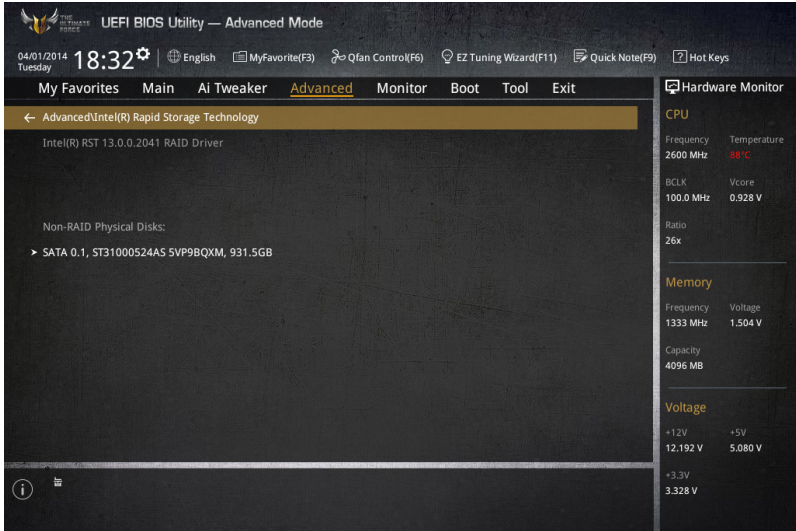 THE ULTIMATE FORCE
UEFI BIOS Utility — Advanced Mode
04/01/2014
Tuesday
18:32
English
MyFavorite(F3)
Qfan Control(F6)
EZ Tuning Wizard(F11)
Quick Note(F9)
? Hot Keys
My Favorites
Main
Ai Tweaker
Advanced
Monitor
Boot
Tool
Exit
← Advanced\Intel(R) Rapid Storage Technology
Intel(R) RST 13.0.0.2041 RAID Driver
Non-RAID Physical Disks:
SATA 0.1, ST31000524AS 5VP9BQXM, 931.5GB
Hardware Monitor
CPU
Frequency Temperature
2600 MHz 88°C
BCLK Vcore
100.0 MHz 0.928 V
Ratio
26x
Memory
Frequency Voltage
1333 MHz 1.504 V
Capacity
4096 MB
Voltage
+12V +5V
12.192 V 5.080 V
+3.3V
3.328 V